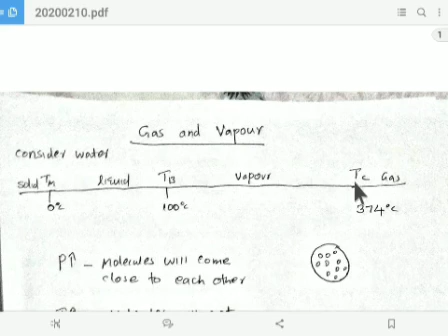 20200210.pdf
1
Gas and Vapour
consider water
solid TM liquid TB vapour Tc Gas
0°c 100°c 374°c
P↑ - Molecules will come
close to each other